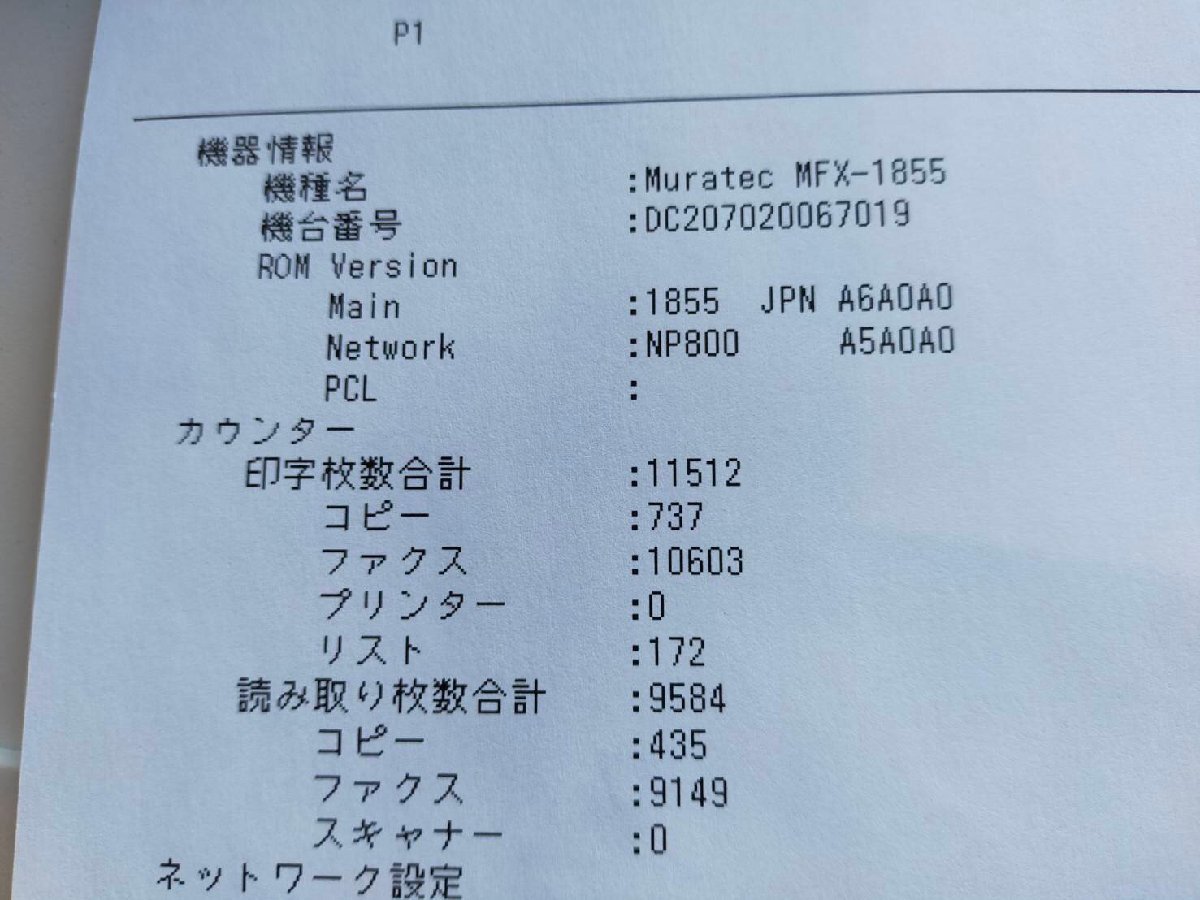 P1
機器情報
機種名 :Muratec MFX-1855
機台番号 :DC207020067019
ROM Version
Main :1855 JPN A6A0A0
Network :NP800 A5A0A0
PCL :
カウンター
印字枚数合計 :11512
コピー :737
ファクス :10603
プリンター :0
リスト :172
読み取り枚数合計 :9584
コピー :435
ファクス :9149
スキャナー :0
ネットワーク設定